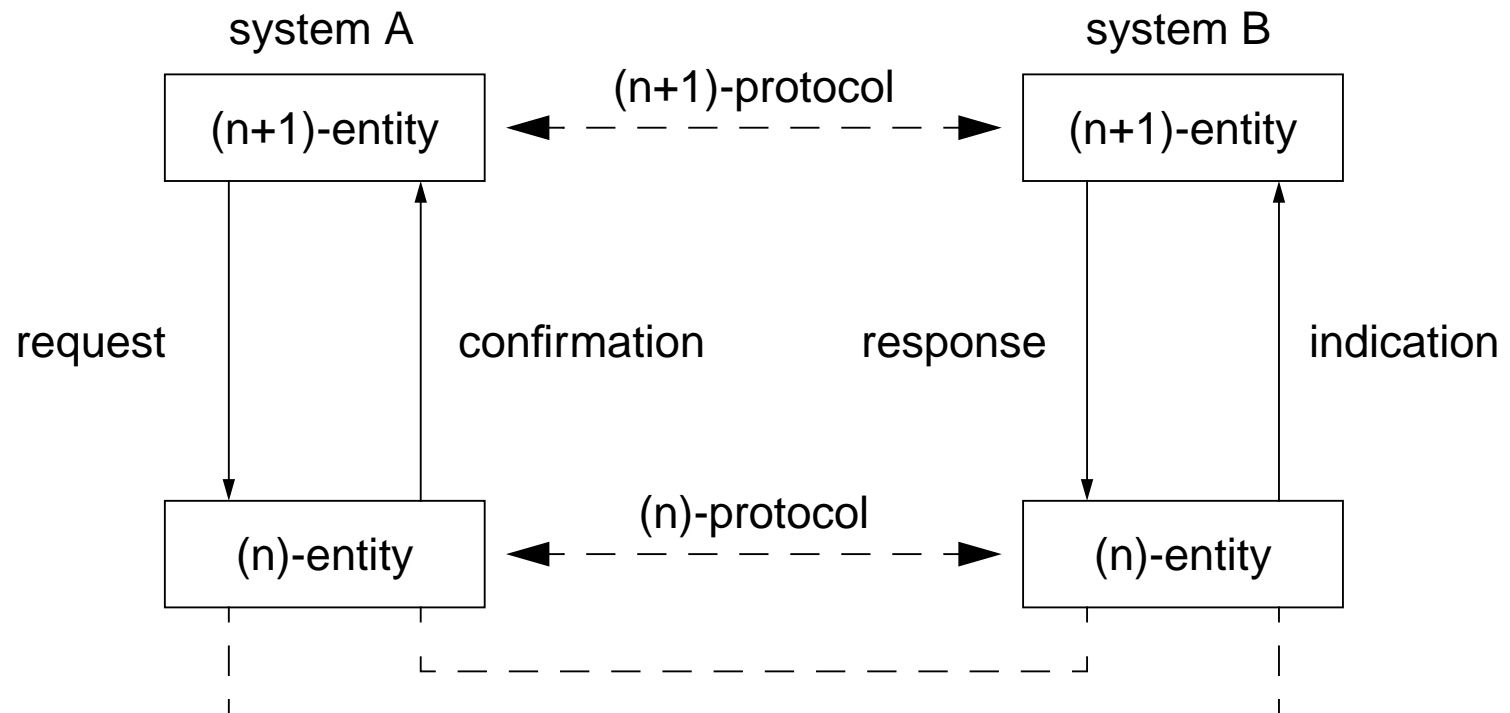 system A
system B
(n+1)-protocol
(n+1)-entity
(n+1)-entity
request
confirmation
response
indication
(n)-protocol
(n)-entity
(n)-entity